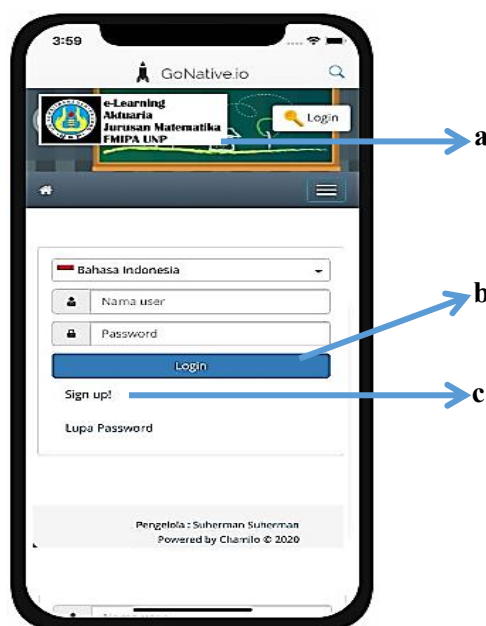 3:59
GoNative.io
e-Learning
Aktuaria
Jurusan Matematika
FMIPA UNP
Login
a
Bahasa Indonesia
Nama user
b
Password
Login
Sign up!
c
Lupa Password
Pengelola : Suherman Suherman
Powered by Chamilo © 2020